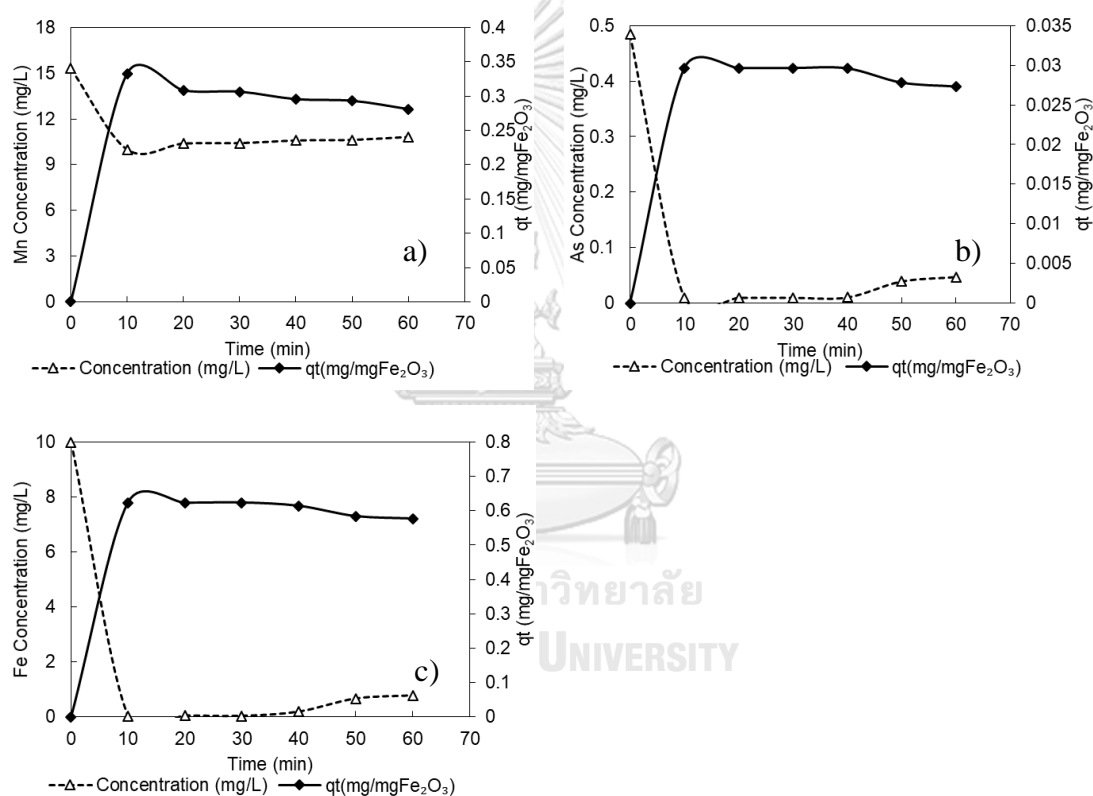 18
15
12
9
6
3
0
Mn Concentration (mg/L)
0.4
0.35
0.3
0.25
0.2
0.15
0.1
0.05
0
qt (mg/mgFe₂O₃)
a)
0 10 20 30 40 50 60 70
Time (min)
Concentration (mg/L) qt(mg/mgFe₂O₃)
0.5
0.4
0.3
0.2
0.1
0
As Concentration (mg/L)
0.035
0.03
0.025
0.02
0.015
0.01
0.005
0
qt (mg/mgFe₂O₃)
b)
0 10 20 30 40 50 60 70
Time (min)
Concentration (mg/L) qt(mg/mgFe₂O₃)
10
8
6
4
2
0
Fe Concentration (mg/L)
0.8
0.7
0.6
0.5
0.4
0.3
0.2
0.1
0
qt (mg/mgFe₂O₃)
c)
0 10 20 30 40 50 60 70
Time (min)
Concentration (mg/L) qt(mg/mgFe₂O₃)
าวิทยาลัย
UNIVERSITY